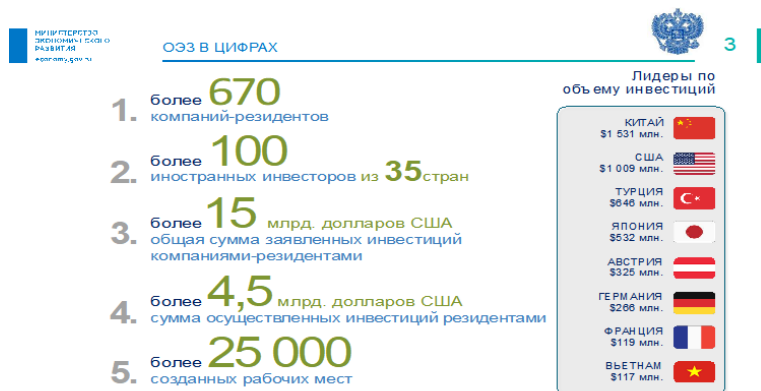 МИНИСТЕРСТВО
ЭКОНОМИЧЕСКОГО
РАЗВИТИЯ
economy.gov.ru
ОЭЗ В ЦИФРАХ
3
1. более 670
компаний-резидентов
2. более 100
иностранных инвесторов из 35 стран
3. более 15 млрд. долларов США
общая сумма заявленных инвестиций
компаниями-резидентами
4. более 4,5 млрд. долларов США
сумма осуществленных инвестиций резидентами
5. более 25 000
созданных рабочих мест
Лидеры по
объему инвестиций
КИТАЙ
$1 531 млн.
США
$1 009 млн.
ТУРЦИЯ
$646 млн.
ЯПОНИЯ
$532 млн.
АВСТРИЯ
$325 млн.
ГЕРМАНИЯ
$266 млн.
ФРАНЦИЯ
$119 млн.
ВЬЕТНАМ
$117 млн.